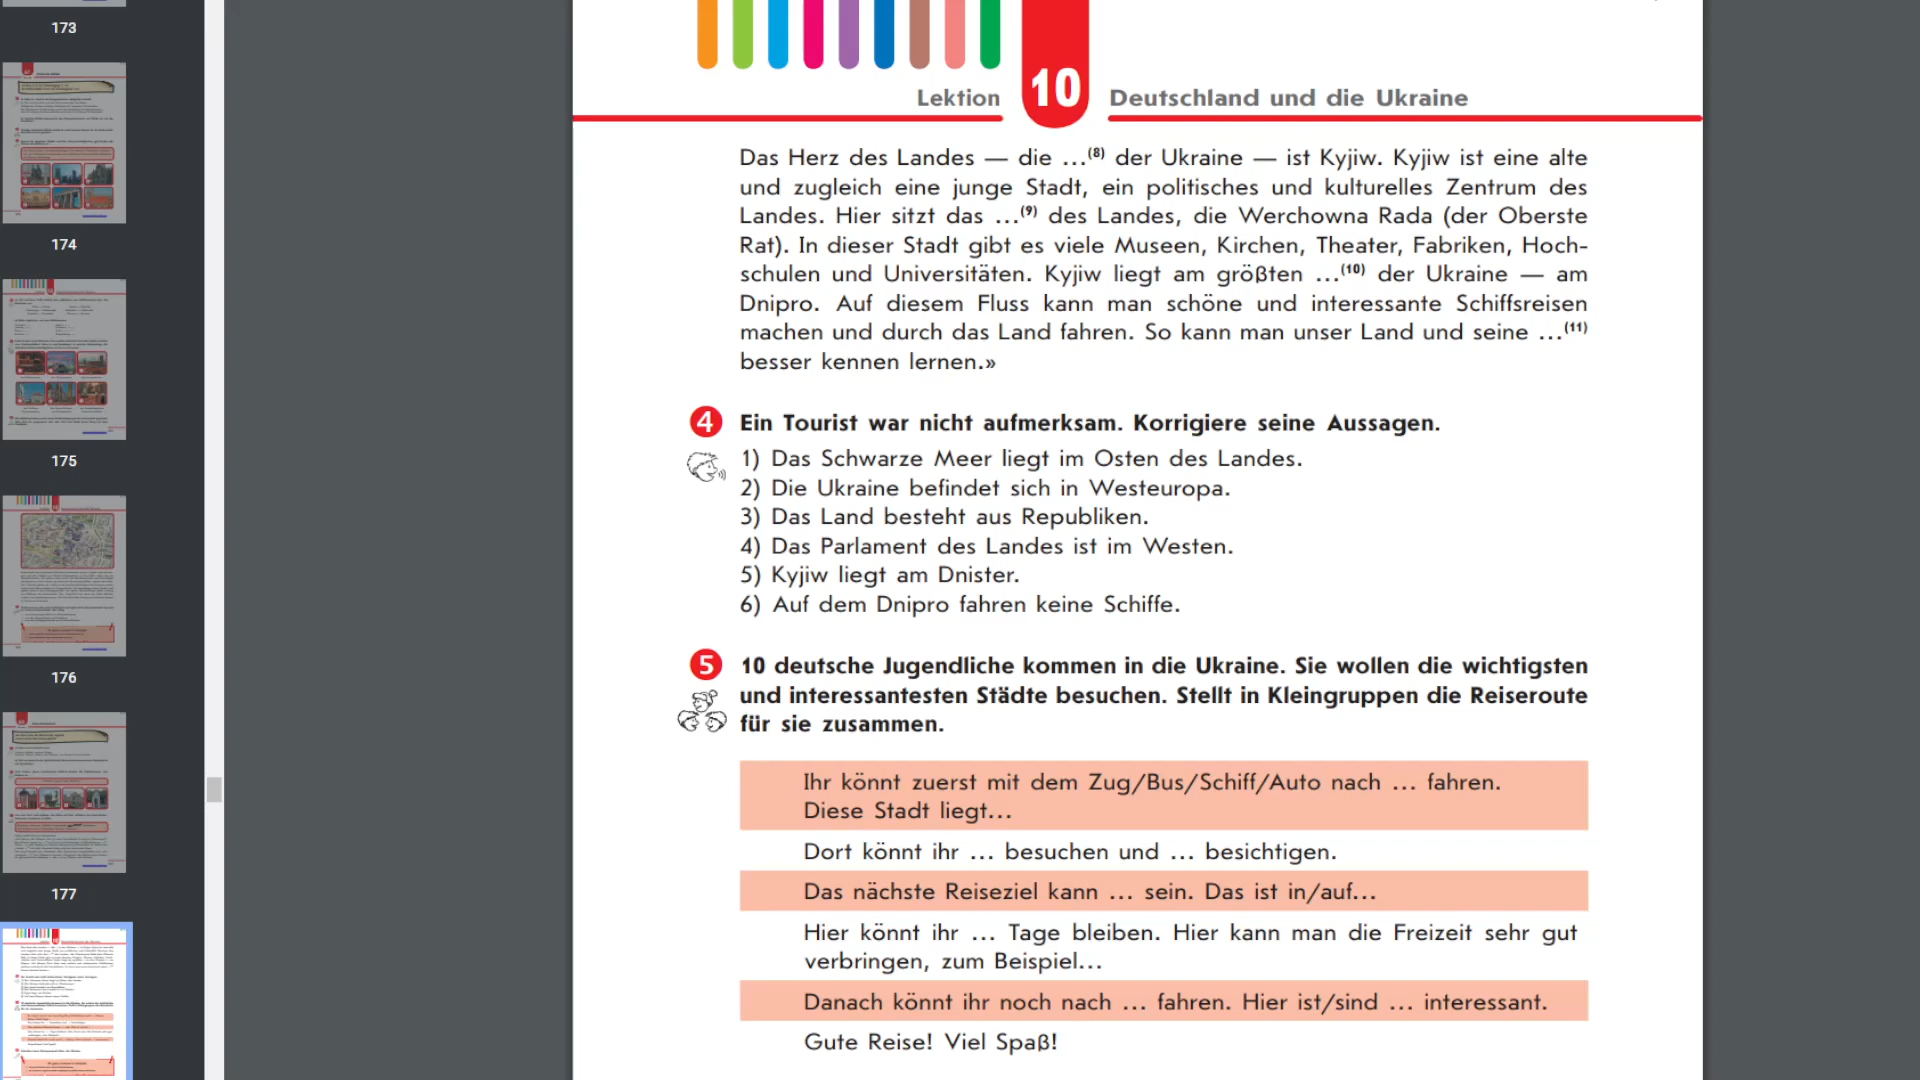 173
174
175
176
177
Lektion 10 Deutschland und die Ukraine
Das Herz des Landes — die ...(8) der Ukraine — ist Kyjiw. Kyjiw ist eine alte
und zugleich eine junge Stadt, ein politisches und kulturelles Zentrum des
Landes. Hier sitzt das ...(9) des Landes, die Werchowna Rada (der Oberste
Rat). In dieser Stadt gibt es viele Museen, Kirchen, Theater, Fabriken, Hoch-
schulen und Universitäten. Kyjiw liegt am größten ...(10) der Ukraine — am
Dnipro. Auf diesem Fluss kann man schöne und interessante Schiffsreisen
machen und durch das Land fahren. So kann man unser Land und seine ...(11)
besser kennen lernen.»
4 Ein Tourist war nicht aufmerksam. Korrigiere seine Aussagen.
1) Das Schwarze Meer liegt im Osten des Landes.
2) Die Ukraine befindet sich in Westeuropa.
3) Das Land besteht aus Republiken.
4) Das Parlament des Landes ist im Westen.
5) Kyjiw liegt am Dnister.
6) Auf dem Dnipro fahren keine Schiffe.
5 10 deutsche Jugendliche kommen in die Ukraine. Sie wollen die wichtigsten
und interessantesten Städte besuchen. Stellt in Kleingruppen die Reiseroute
für sie zusammen.
Ihr könnt zuerst mit dem Zug/Bus/Schiff/Auto nach ... fahren.
Diese Stadt liegt...
Dort könnt ihr ... besuchen und ... besichtigen.
Das nächste Reiseziel kann ... sein. Das ist in/auf...
Hier könnt ihr ... Tage bleiben. Hier kann man die Freizeit sehr gut
verbringen, zum Beispiel...
Danach könnt ihr noch nach ... fahren. Hier ist/sind ... interessant.
Gute Reise! Viel Spaß!